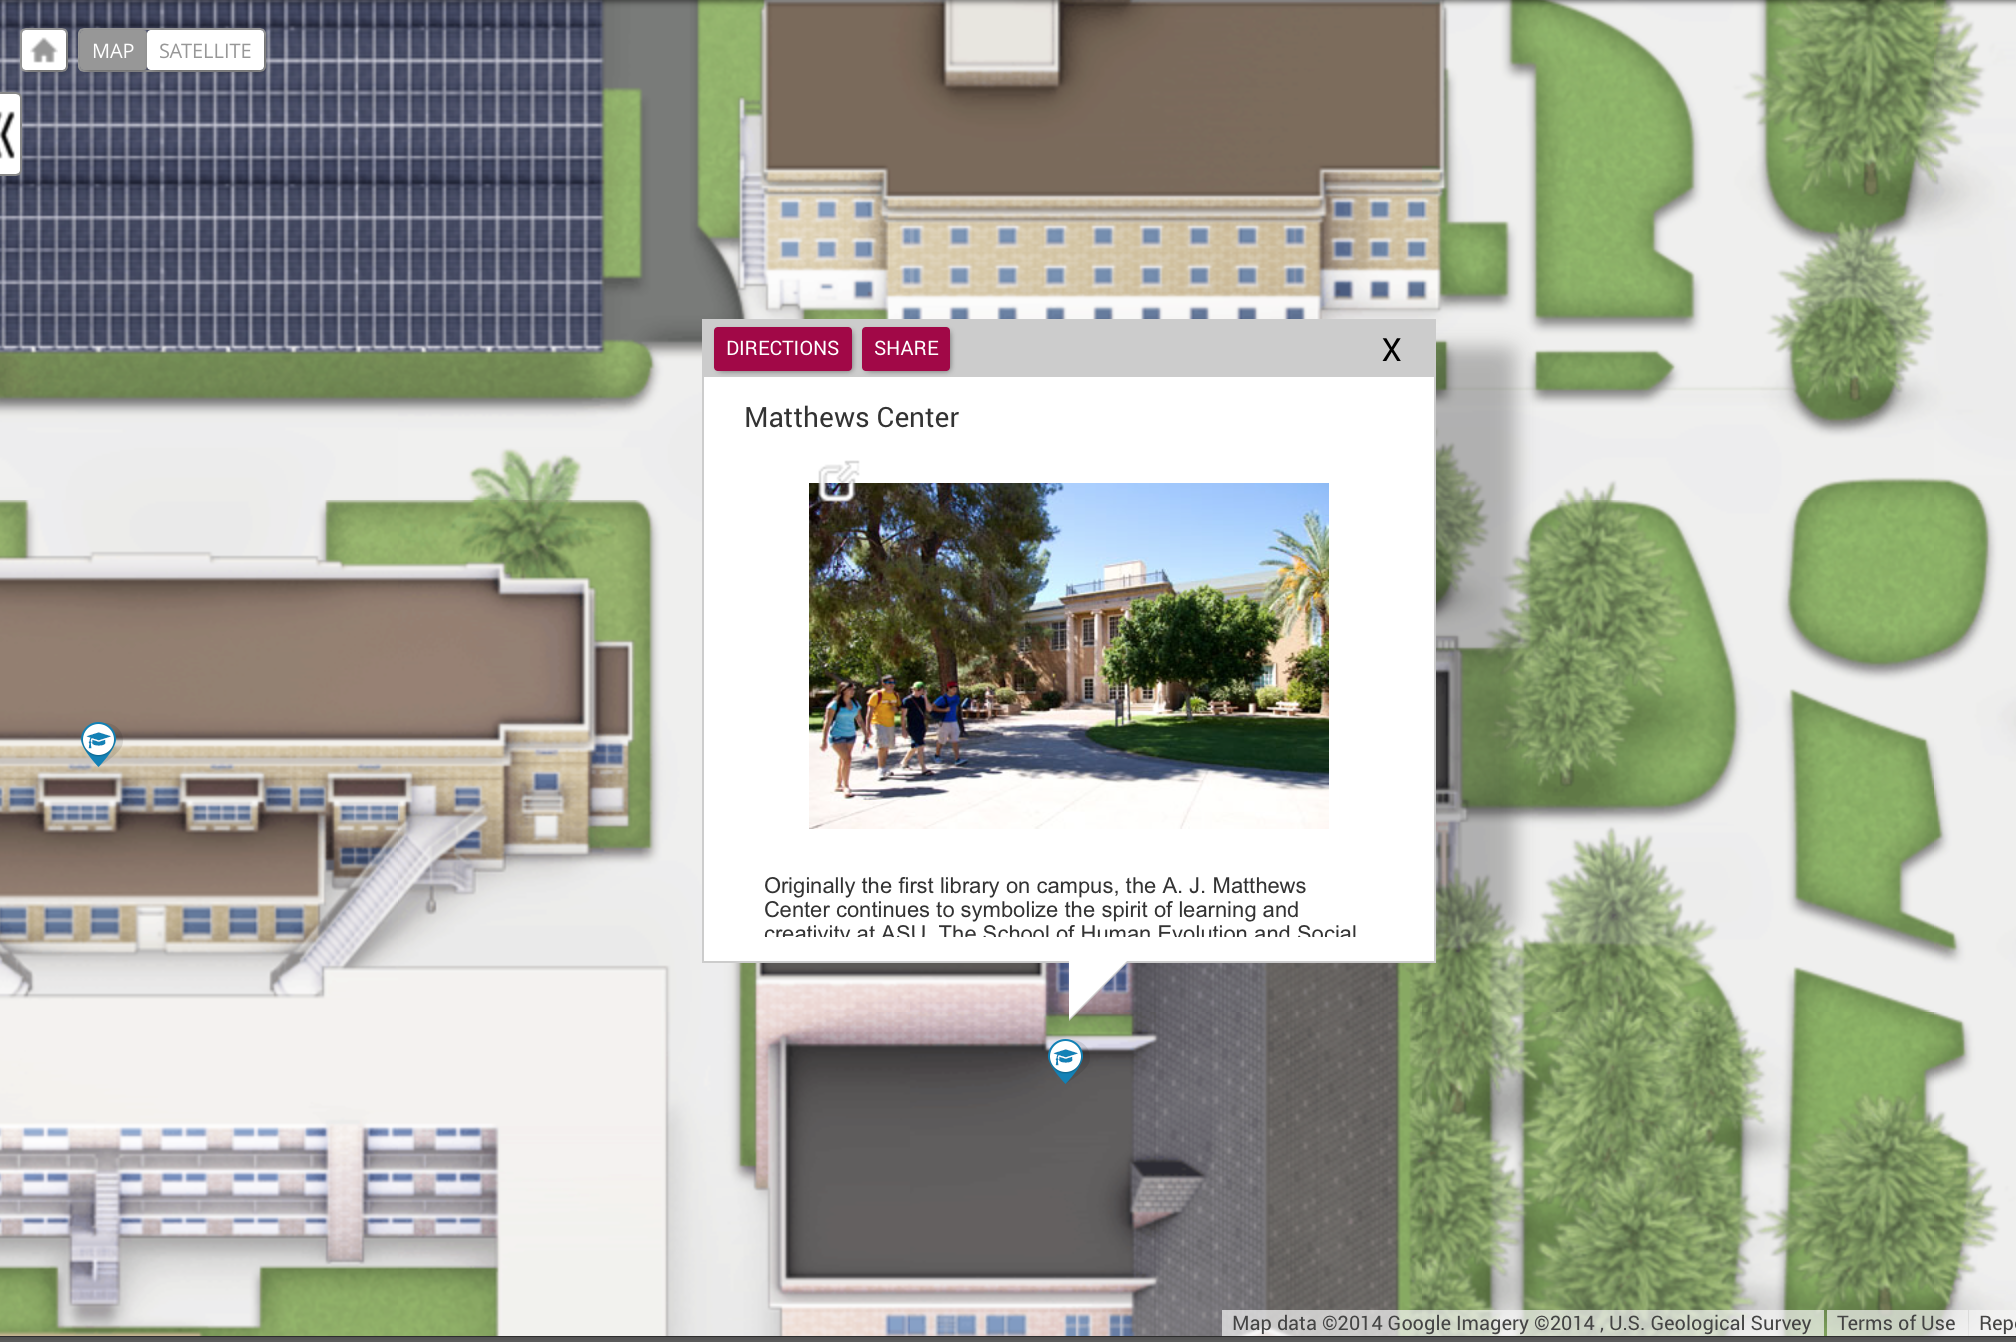 MAP SATELLITE
DIRECTIONS SHARE X
Matthews Center
Originally the first library on campus, the A. J. Matthews
Center continues to symbolize the spirit of learning and
creativity at ASU. The School of Human Evolution and Social
Map data ©2014 Google Imagery ©2014 , U.S. Geological Survey Terms of Use Rep